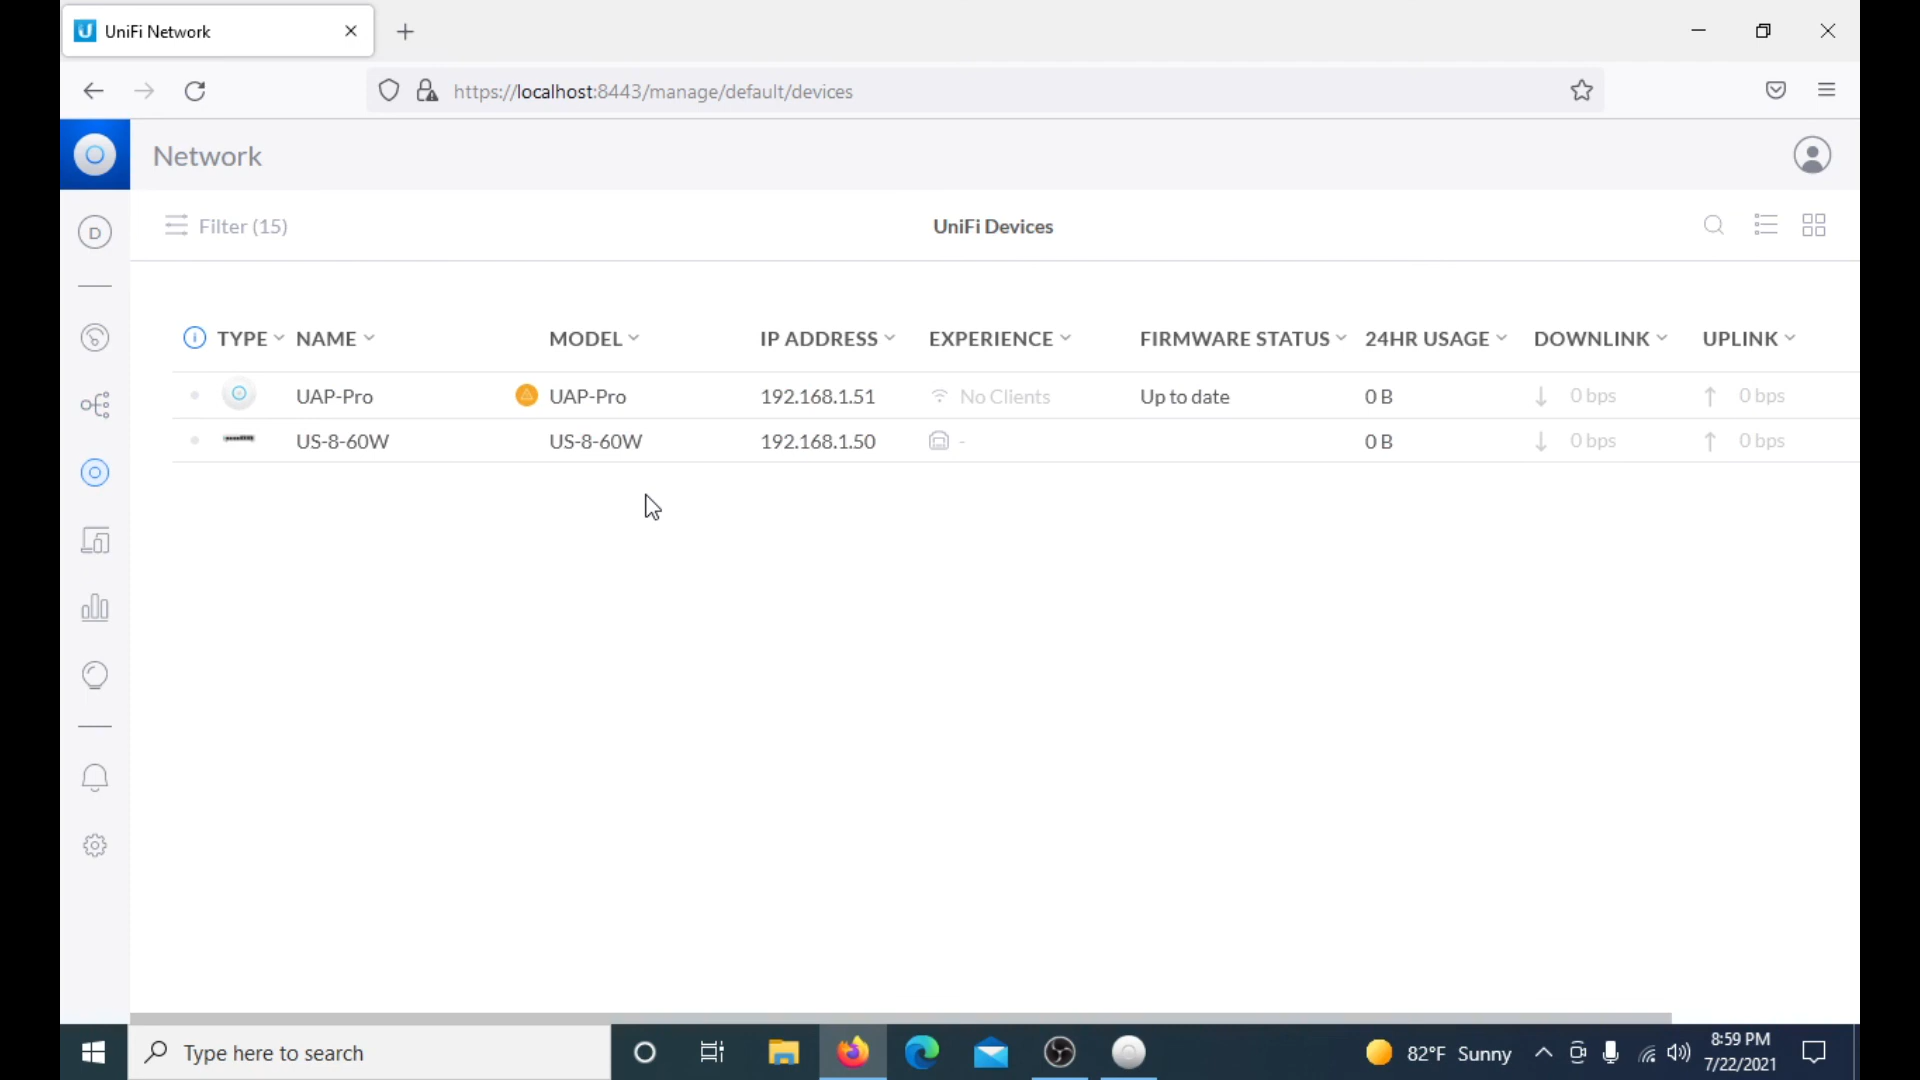 UniFi Network
https://localhost:8443/manage/default/devices
Network
D
Filter (15)
UniFi Devices
TYPE NAME MODEL IP ADDRESS EXPERIENCE FIRMWARE STATUS 24HR USAGE DOWNLINK UPLINK
UAP-Pro UAP-Pro 192.168.1.51 No Clients Up to date 0 B 0 bps 0 bps
US-8-60W US-8-60W 192.168.1.50 - 0 B 0 bps 0 bps
Type here to search
82°F Sunny
8:59 PM
7/22/2021